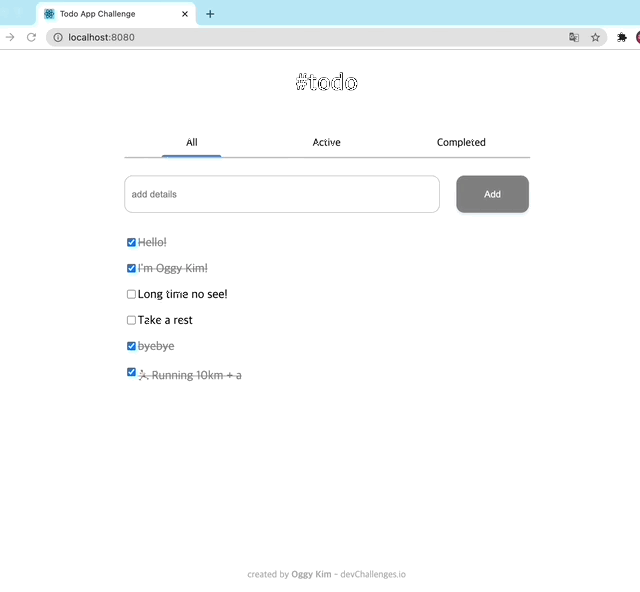 Todo App Challenge
localhost:8080
#todo
All Active Completed
add details Add
Hello!
I'm Oggy Kim!
Long time no see!
Take a rest
byebye
Running 10km + a
created by Oggy Kim - devChallenges.io